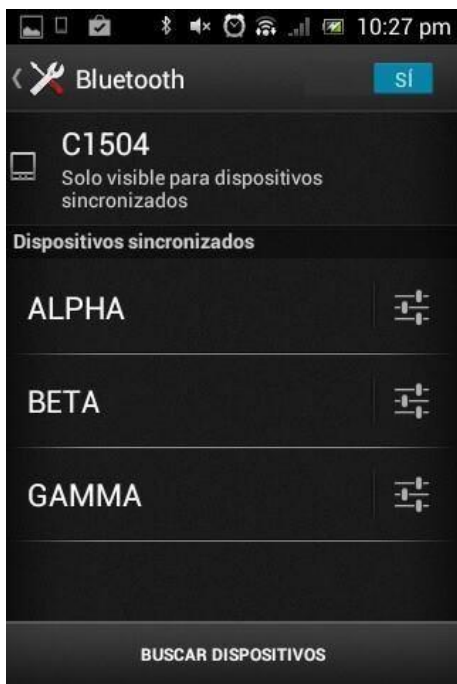 10:27 pm
Bluetooth
SÍ
C1504
Solo visible para dispositivos
sincronizados
Dispositivos sincronizados
ALPHA
BETA
GAMMA
BUSCAR DISPOSITIVOS